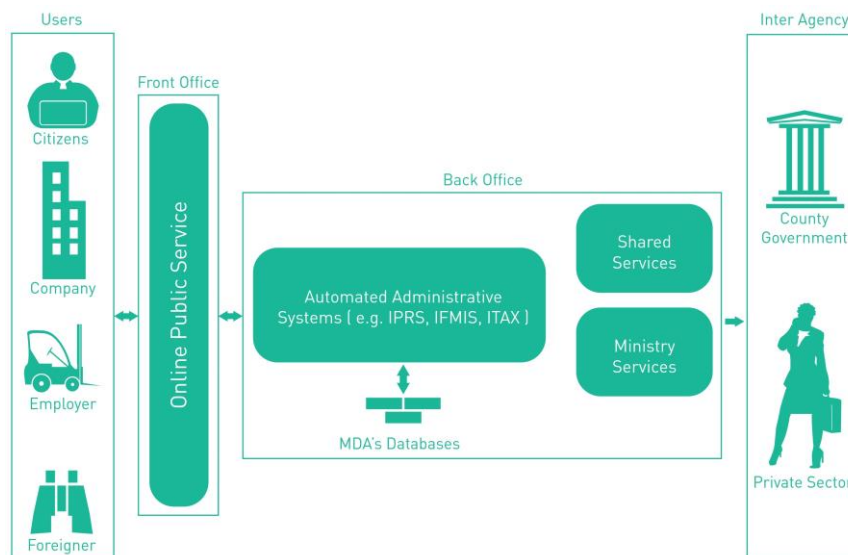 Users
Citizens
Company
Employer
Foreigner
Front Office
Online Public Service
Back Office
Automated Administrative
Systems ( e.g. IPRS, IFMIS, ITAX )
MDA's Databases
Shared
Services
Ministry
Services
Inter Agency
County
Government
Private Sector